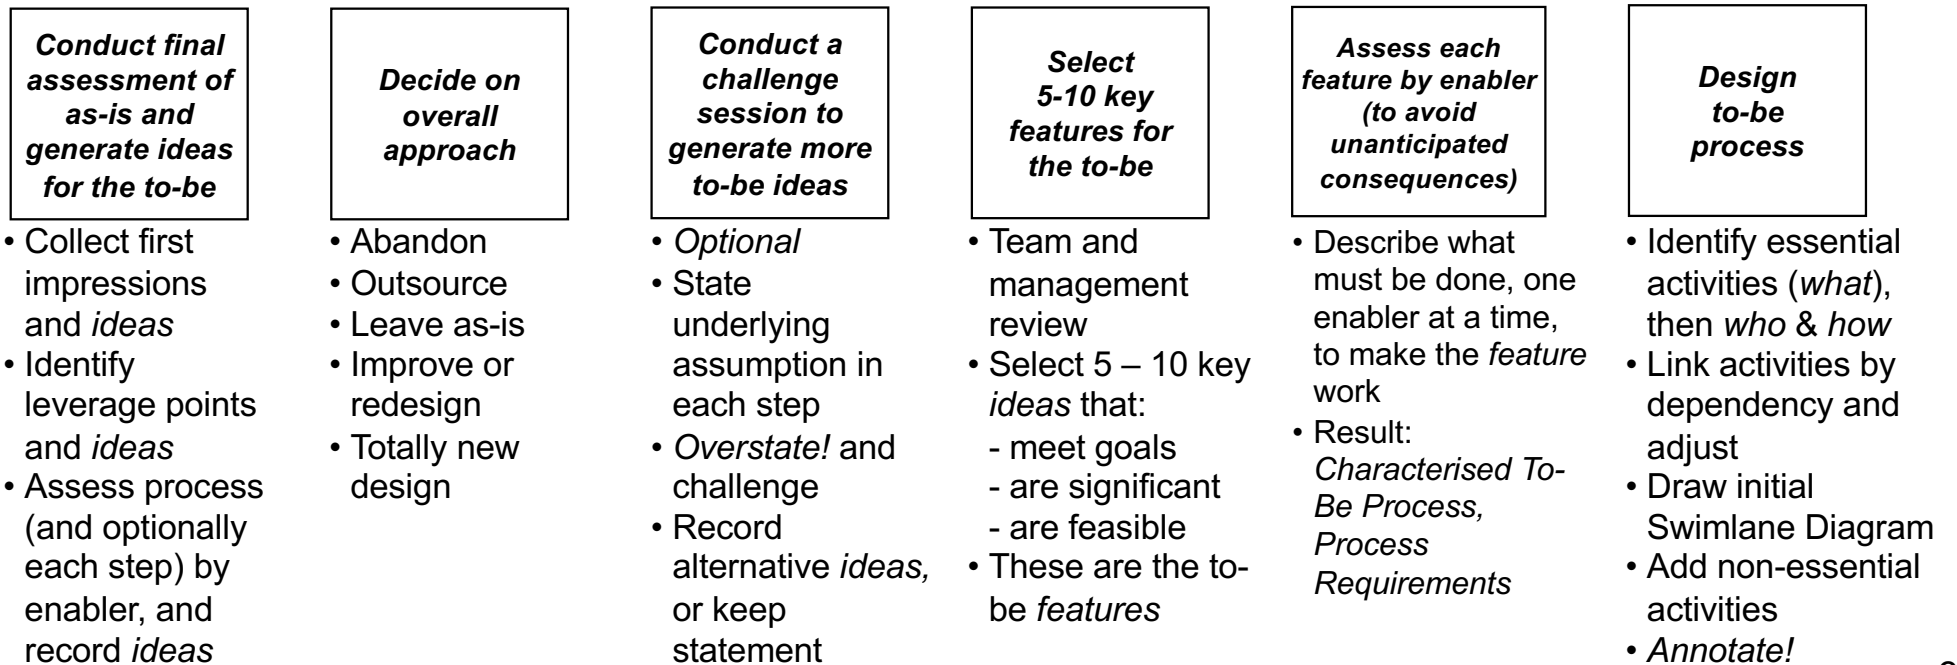 Conduct final
assessment of
as-is and
generate ideas
for the to-be
• Collect first
impressions
and ideas
• Identify
leverage points
and ideas
• Assess process
(and optionally
each step) by
enabler, and
record ideas
Decide on
overall
approach
• Abandon
• Outsource
• Leave as-is
• Improve or
redesign
• Totally new
design
Conduct a
challenge
session to
generate more
to-be ideas
• Optional
• State
underlying
assumption in
each step
• Overstate! and
challenge
• Record
alternative ideas,
or keep
statement
Select
5-10 key
features for
the to-be
• Team and
management
review
• Select 5 – 10 key
ideas that:
- meet goals
- are significant
- are feasible
• These are the to-
be features
Assess each
feature by enabler
(to avoid
unanticipated
consequences)
• Describe what
must be done, one
enabler at a time,
to make the feature
work
• Result:
Characterised To-
Be Process,
Process
Requirements
Design
to-be
process
• Identify essential
activities (what),
then who & how
• Link activities by
dependency and
adjust
• Draw initial
Swimlane Diagram
• Add non-essential
activities
• Annotate!